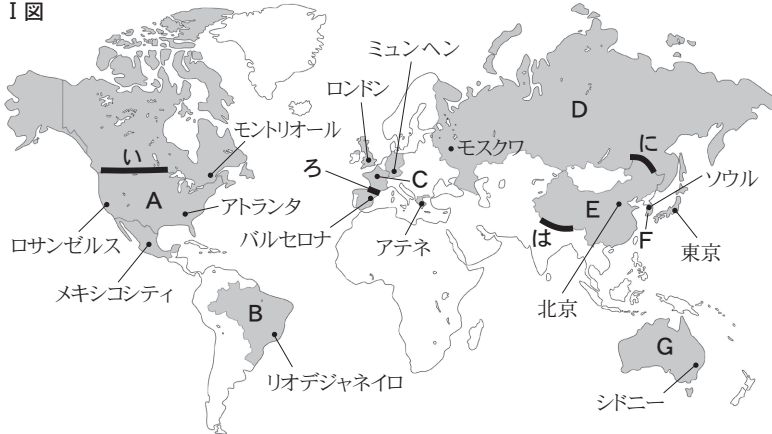 Ⅰ図
ミュンヘン
ロンドン
D
モントリオール
モスクワ
に
い
ろ
C
ソウル
A
アトランタ
E
バルセロナ
アテネ
は
F
東京
ロサンゼルス
メキシコシティ
北京
B
G
リオデジャネイロ
シドニー